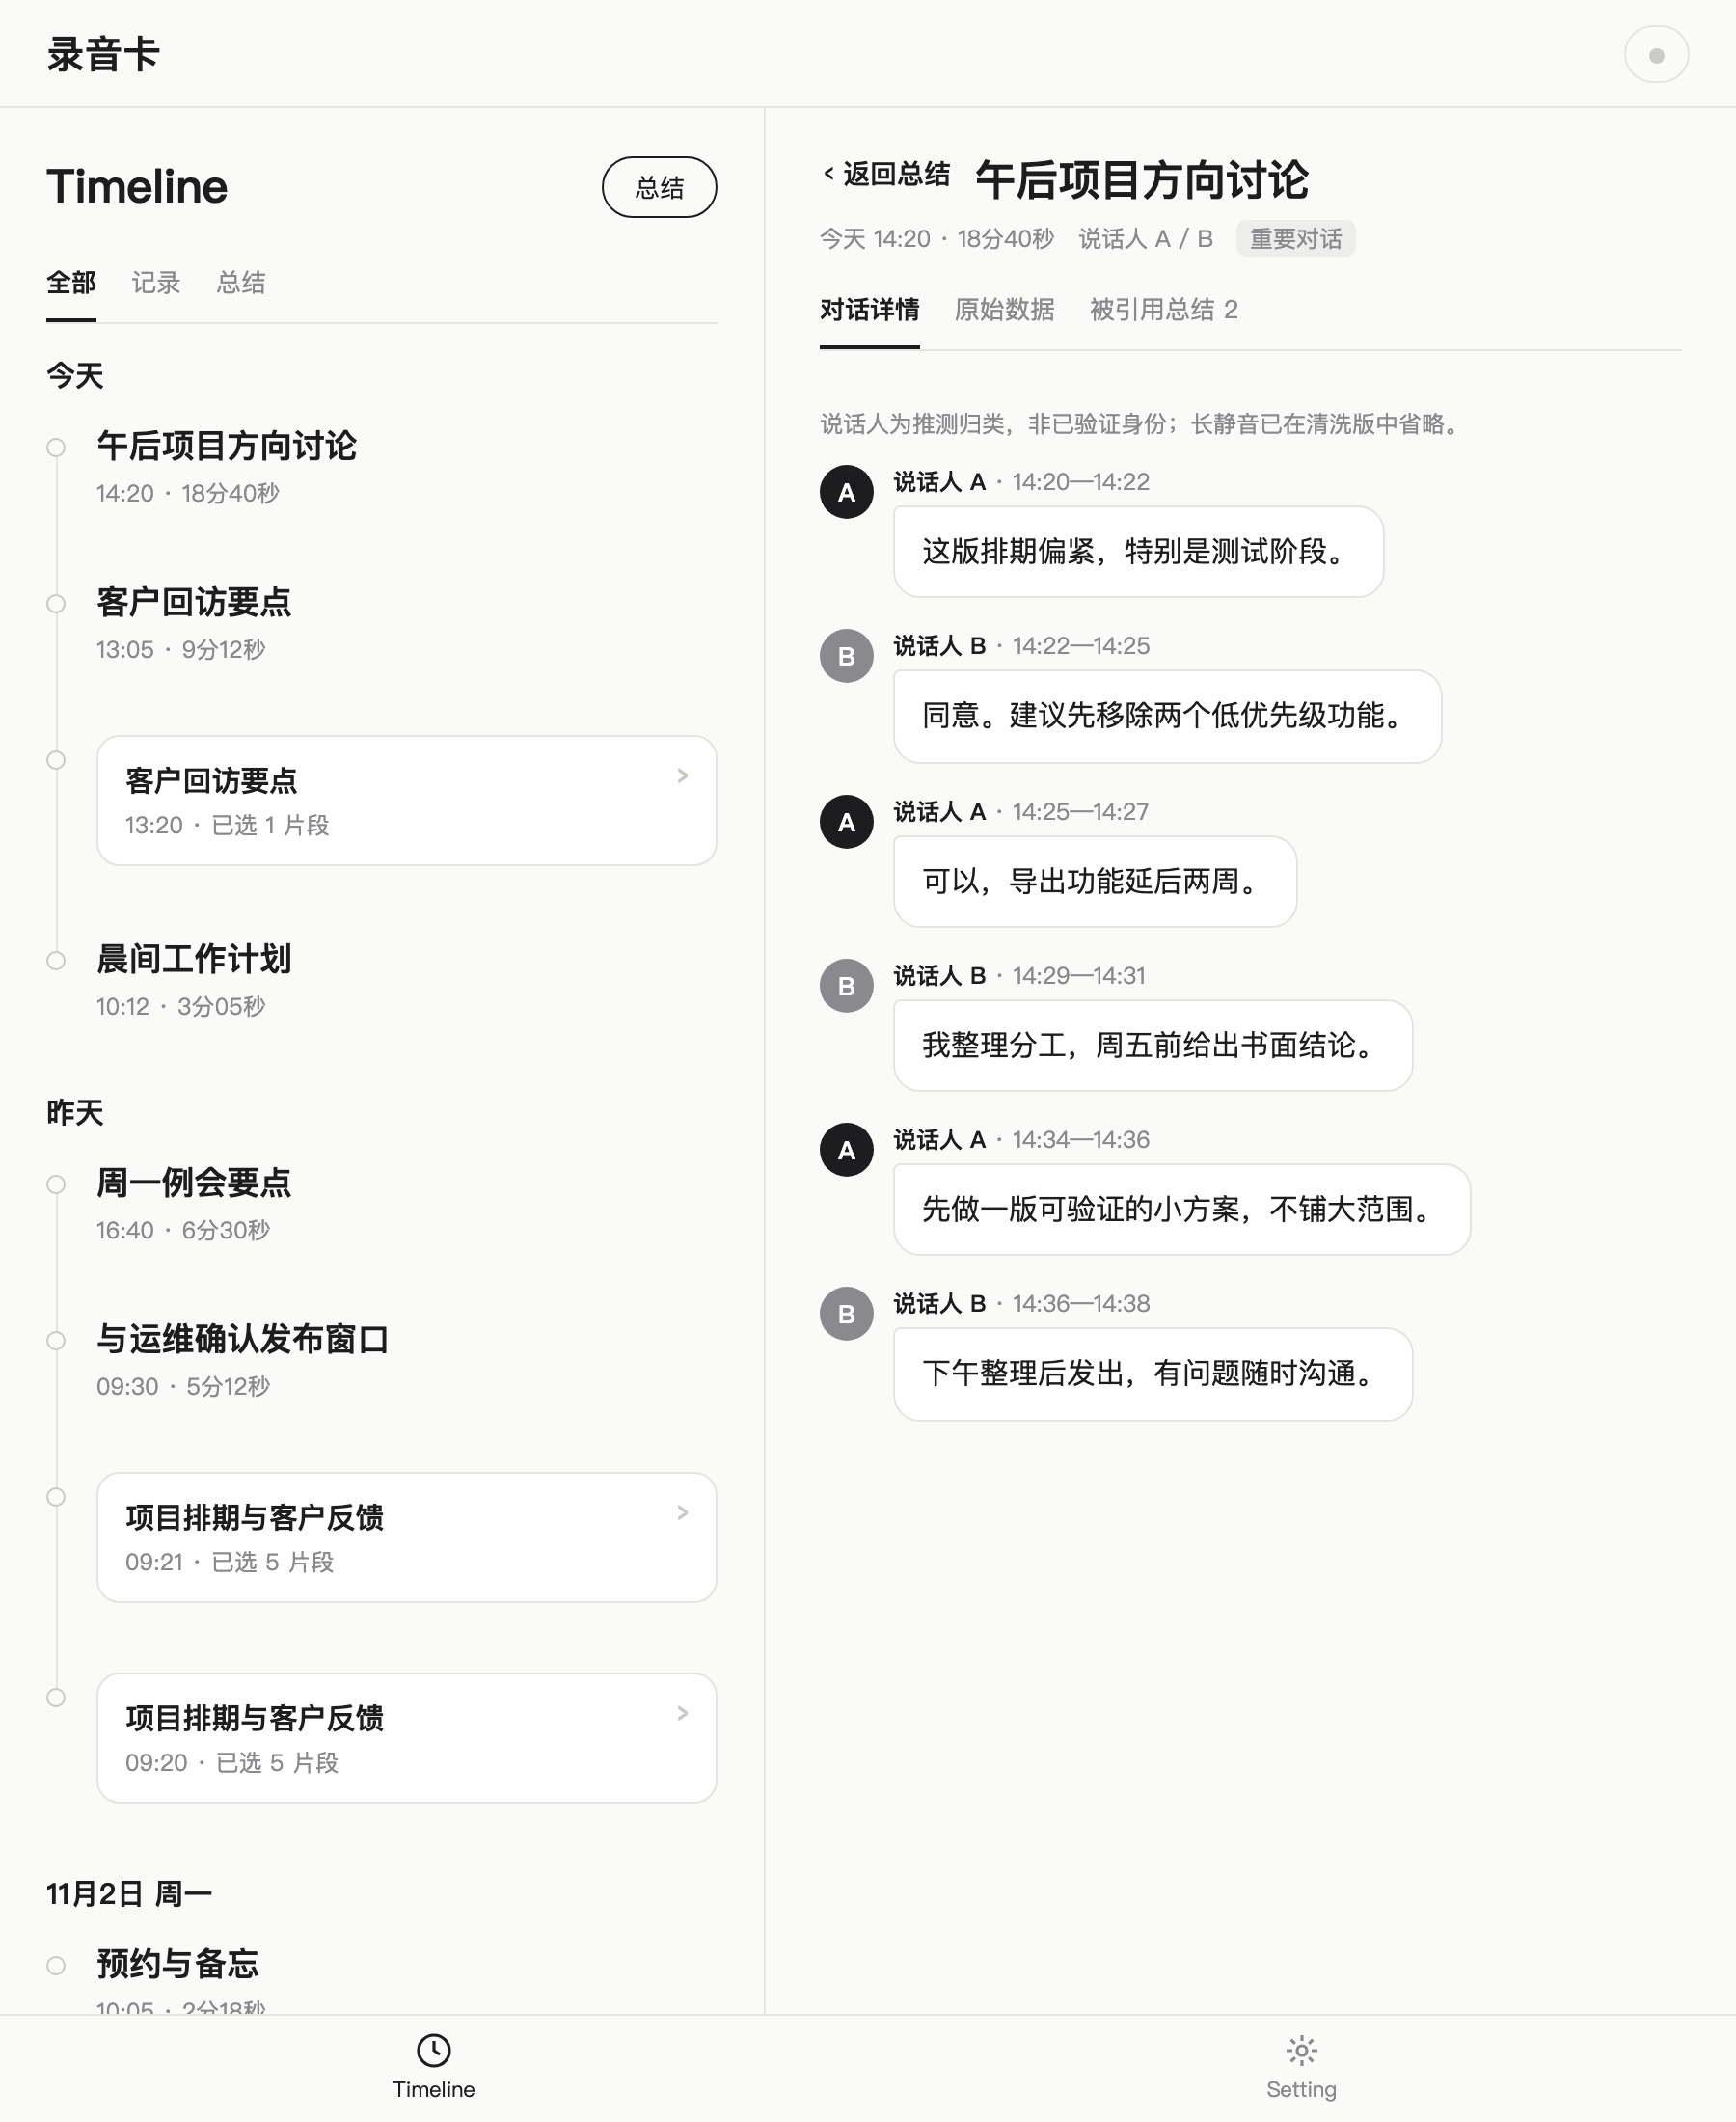 录音卡
Timeline
总结
全部 记录 总结
今天
午后项目方向讨论
14:20 · 18分40秒
客户回访要点
13:05 · 9分12秒
客户回访要点
13:20 · 已选 1 片段
晨间工作计划
10:12 · 3分05秒
昨天
周一例会要点
16:40 · 6分30秒
与运维确认发布窗口
09:30 · 5分12秒
项目排期与客户反馈
09:21 · 已选 5 片段
项目排期与客户反馈
09:20 · 已选 5 片段
11月2日 周一
预约与备忘
10:05 · 2分18秒
‹ 返回总结 午后项目方向讨论
今天 14:20 · 18分40秒 说话人 A / B 重要对话
对话详情 原始数据 被引用总结 2
说话人为推测归类，非已验证身份；长静音已在清洗版中省略。
A 说话人 A · 14:20—14:22
这版排期偏紧，特别是测试阶段。
B 说话人 B · 14:22—14:25
同意。建议先移除两个低优先级功能。
A 说话人 A · 14:25—14:27
可以，导出功能延后两周。
B 说话人 B · 14:29—14:31
我整理分工，周五前给出书面结论。
A 说话人 A · 14:34—14:36
先做一版可验证的小方案，不铺大范围。
B 说话人 B · 14:36—14:38
下午整理后发出，有问题随时沟通。
Timeline
Setting